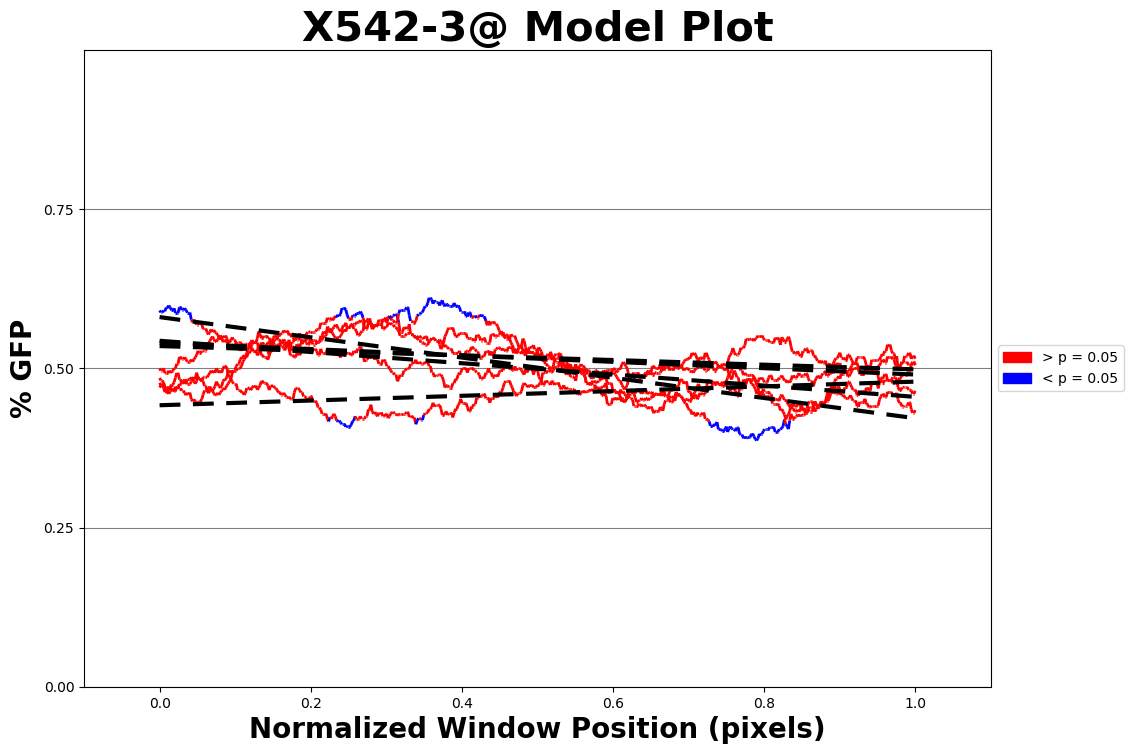 X542-3@ Model Plot
% GFP
0.75
0.50
0.25
0.00
0.0 0.2 0.4 0.6 0.8 1.0
Normalized Window Position (pixels)
> p = 0.05
< p = 0.05